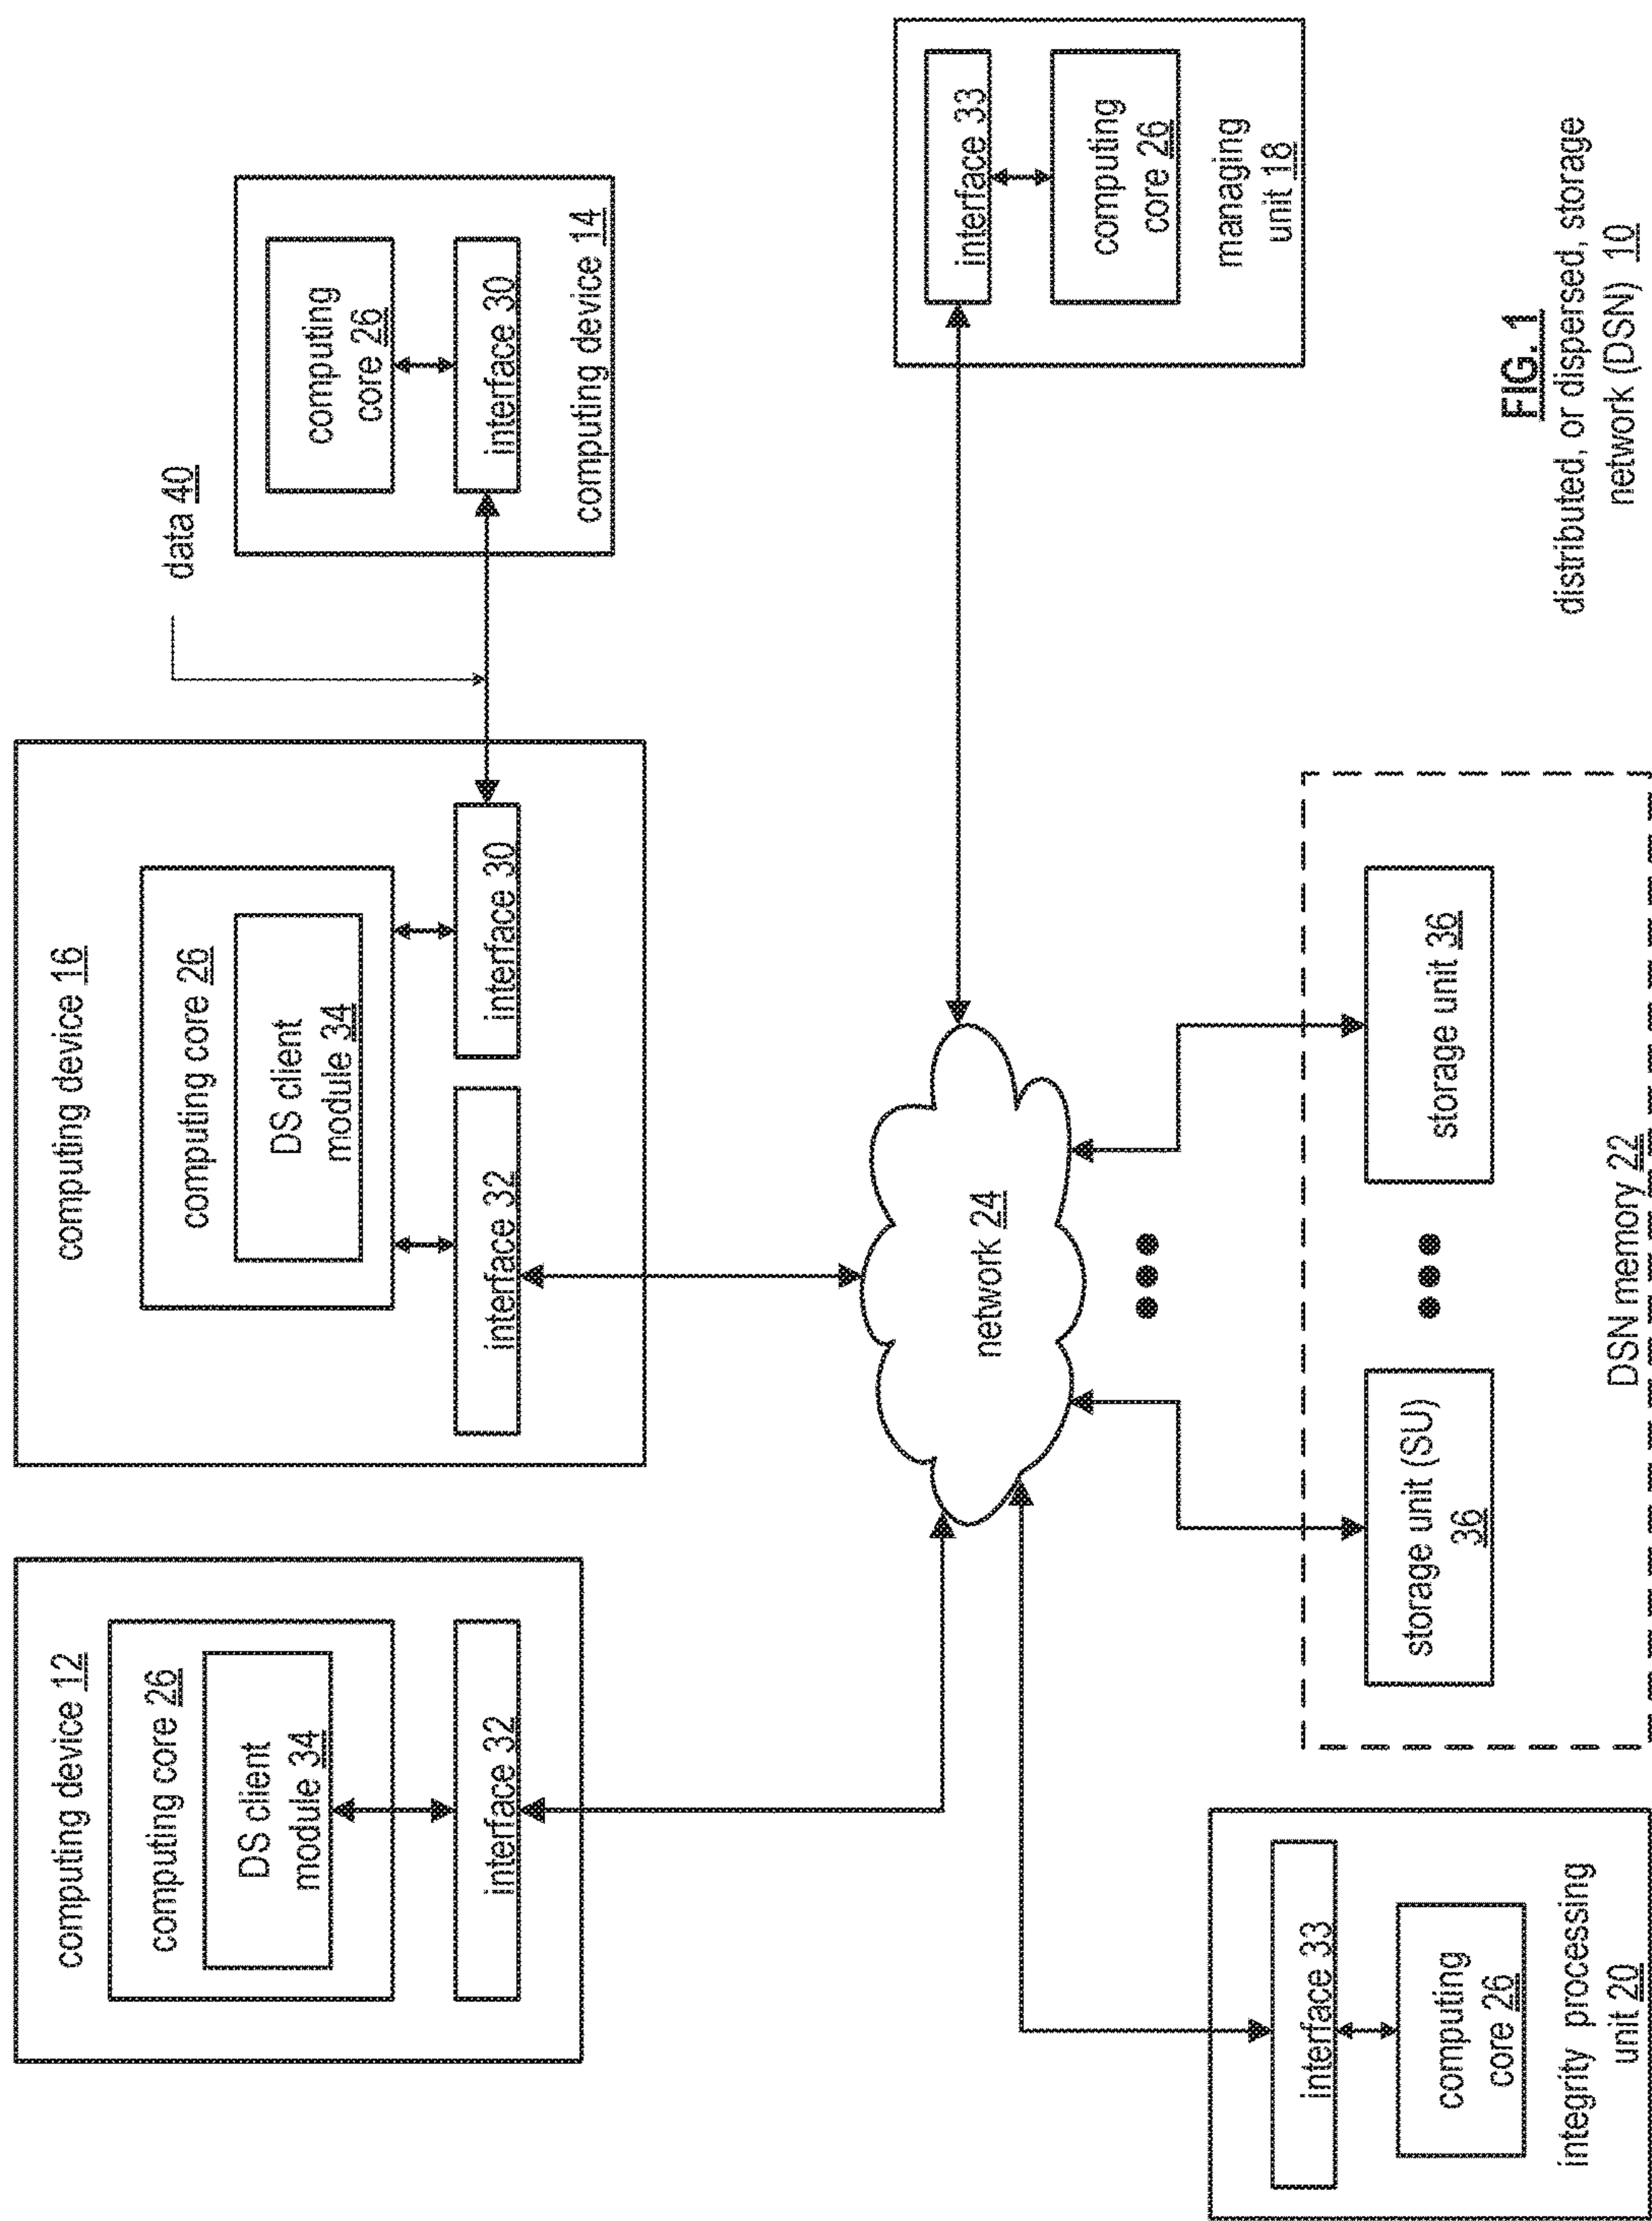 computing device 12
computing core 26
DS client
module 34
interface 32
computing device 16
computing core 26
DS client
module 34
interface 32
interface 30
data 40
computing
core 26
interface 30
computing device 14
network 24
interface 33
computing
core 26
managing
unit 18
interface 33
computing
core 26
integrity processing
unit 20
storage unit (SU)
36
storage unit 36
DSN memory 22
FIG. 1
distributed, or dispersed, storage
network (DSN) 10